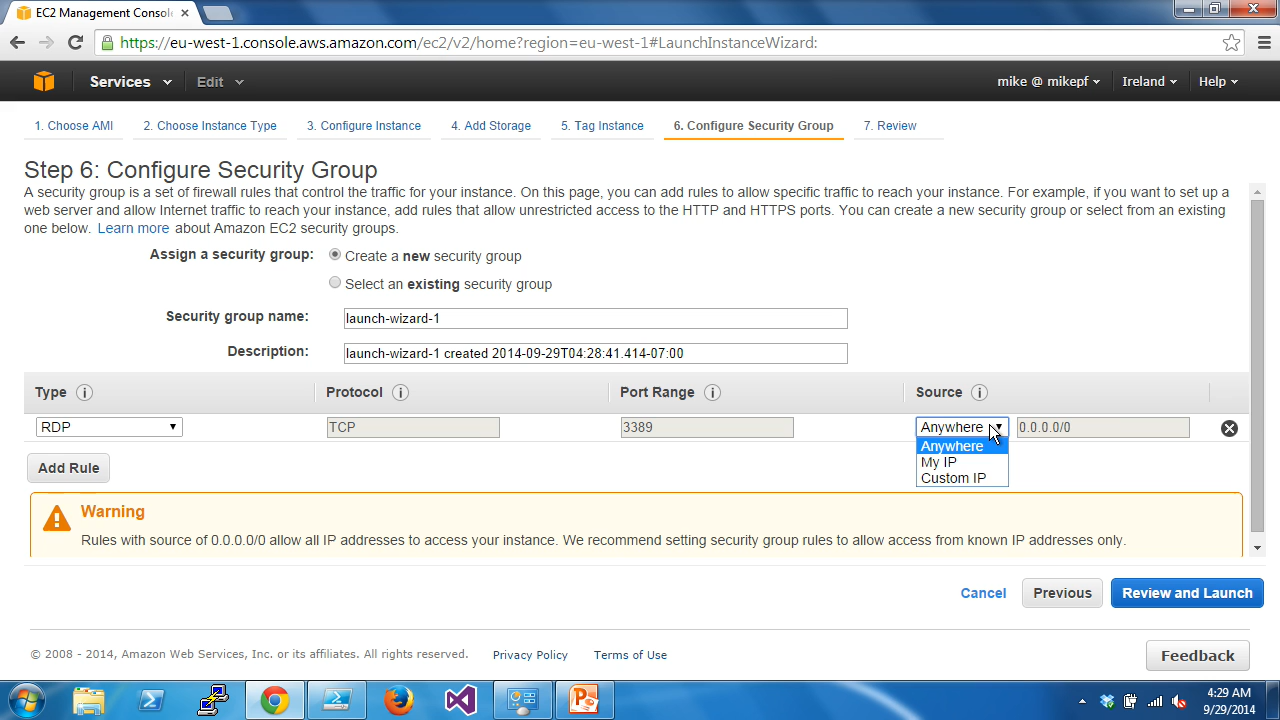 EC2 Management Consol
https://eu-west-1.console.aws.amazon.com/ec2/v2/home?region=eu-west-1#LaunchInstanceWizard:
Services Edit mike @ mikepf Ireland Help
1. Choose AMI 2. Choose Instance Type 3. Configure Instance 4. Add Storage 5. Tag Instance 6. Configure Security Group 7. Review
Step 6: Configure Security Group
A security group is a set of firewall rules that control the traffic for your instance. On this page, you can add rules to allow specific traffic to reach your instance. For example, if you want to set up a
web server and allow Internet traffic to reach your instance, add rules that allow unrestricted access to the HTTP and HTTPS ports. You can create a new security group or select from an existing
one below. Learn more about Amazon EC2 security groups.
Assign a security group: Create a new security group
Select an existing security group
Security group name: launch-wizard-1
Description: launch-wizard-1 created 2014-09-29T04:28:41.414-07:00
Type i Protocol i Port Range i Source i
RDP TCP 3389 Anywhere 0.0.0.0/0
Anywhere
My IP
Custom IP
Add Rule
Warning
Rules with source of 0.0.0.0/0 allow all IP addresses to access your instance. We recommend setting security group rules to allow access from known IP addresses only.
Cancel Previous Review and Launch
© 2008 - 2014, Amazon Web Services, Inc. or its affiliates. All rights reserved. Privacy Policy Terms of Use Feedback
4:29 AM
9/29/2014